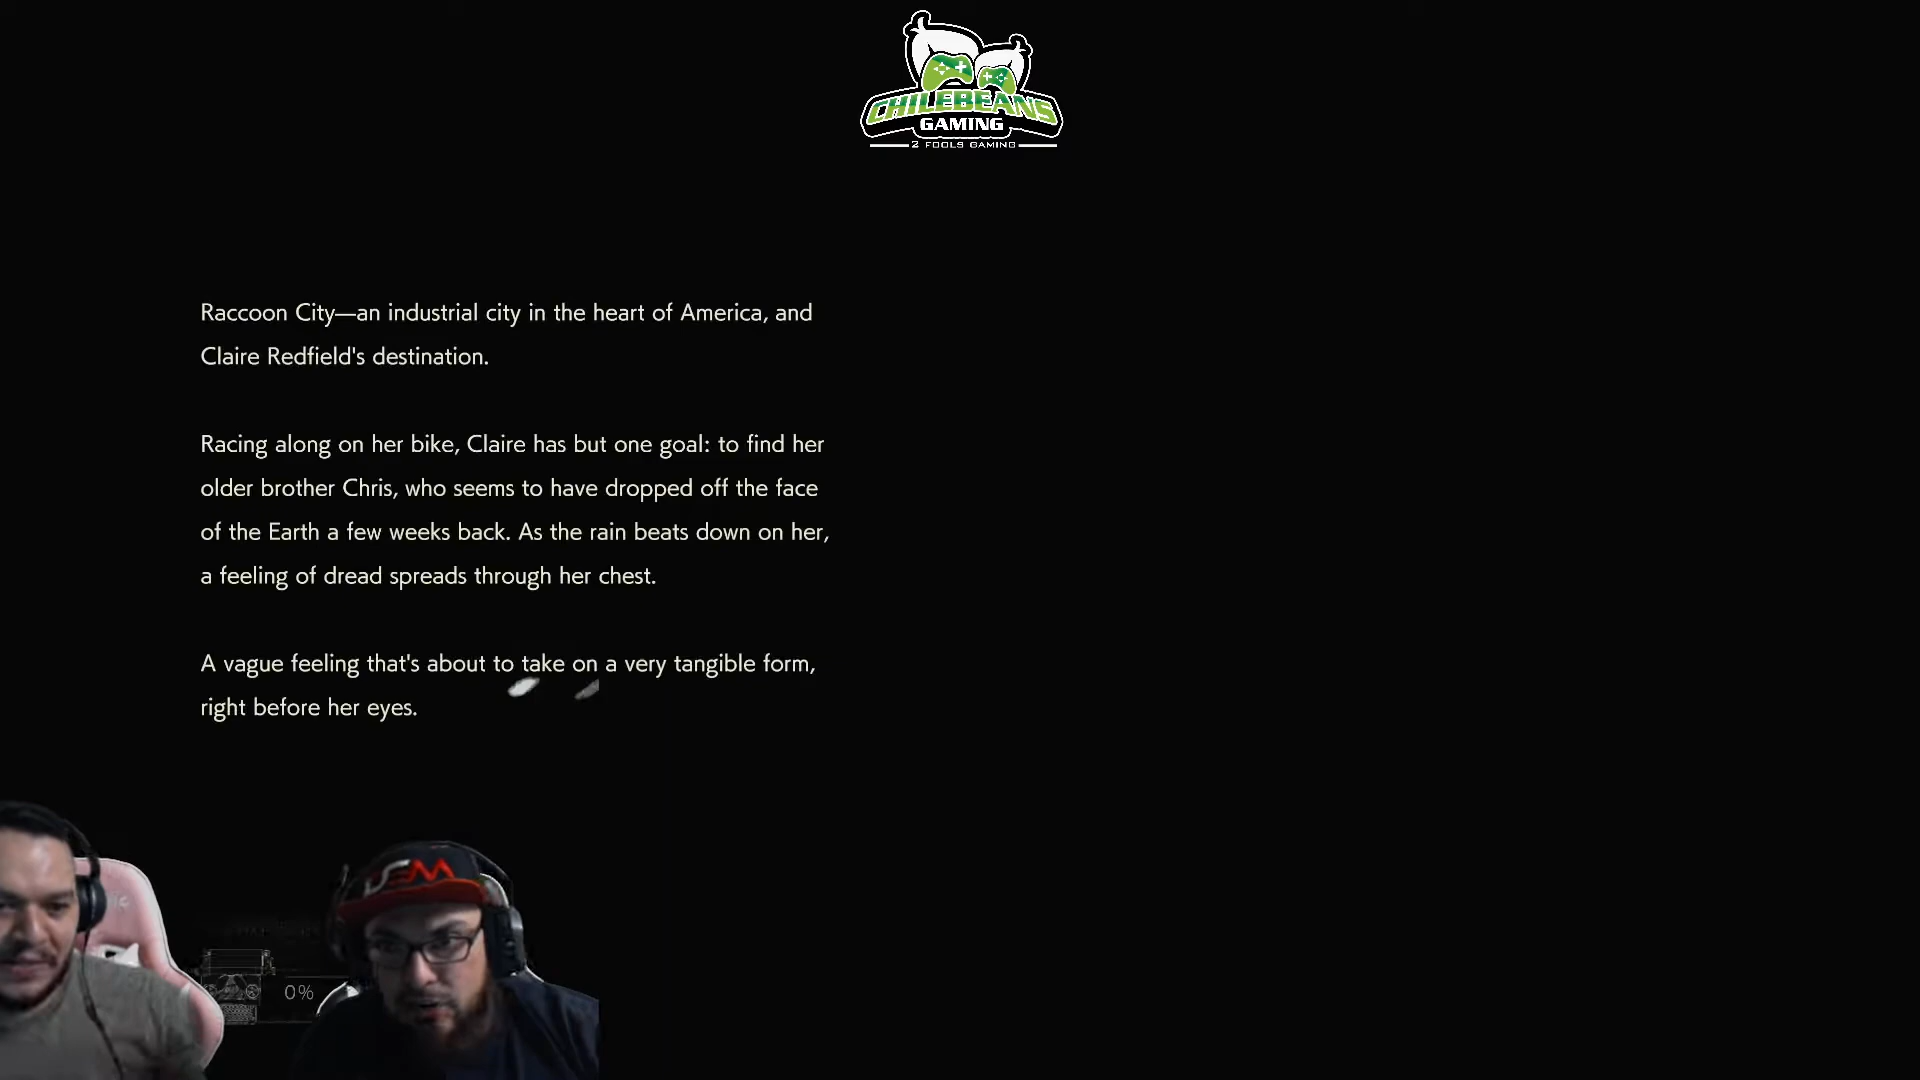 CHILEBEANS
GAMING
2 FOOLS GAMING
Raccoon City—an industrial city in the heart of America, and
Claire Redfield's destination.
Racing along on her bike, Claire has but one goal: to find her
older brother Chris, who seems to have dropped off the face
of the Earth a few weeks back. As the rain beats down on her,
a feeling of dread spreads through her chest.
A vague feeling that's about to take on a very tangible form,
right before her eyes.
0%